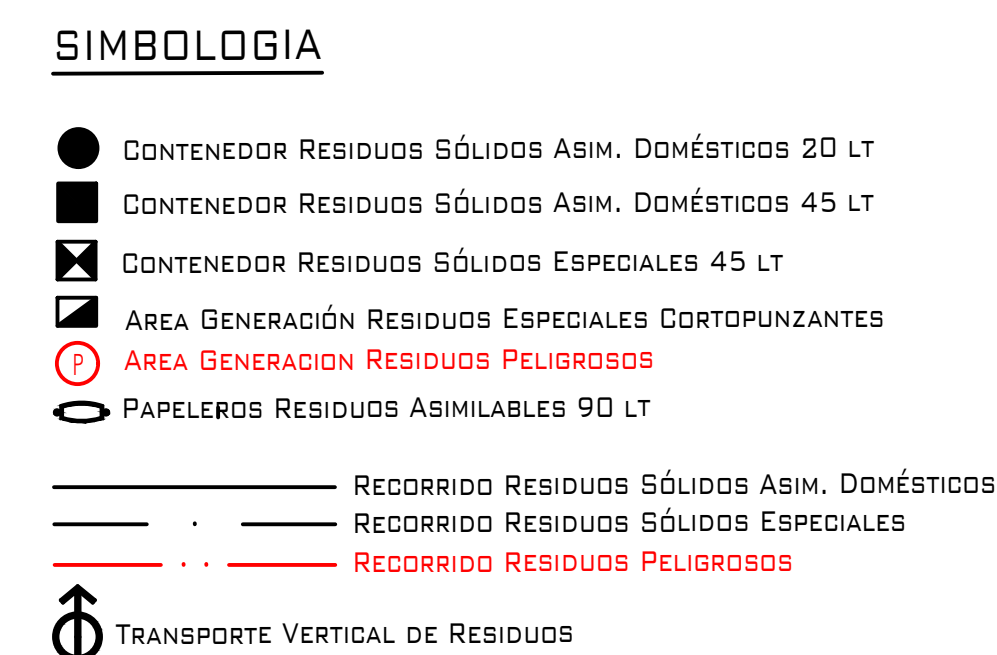 SIMBOLOGIA
Contenedor Residuos Sólidos Asim. Domésticos 20 lt
Contenedor Residuos Sólidos Asim. Domésticos 45 lt
Contenedor Residuos Sólidos Especiales 45 lt
Area Generación Residuos Especiales Cortopunzantes
P Area Generacion Residuos Peligrosos
Papeleros Residuos Asimilables 90 lt
Recorrido Residuos Sólidos Asim. Domésticos
Recorrido Residuos Sólidos Especiales
Recorrido Residuos Peligrosos
Transporte Vertical de Residuos